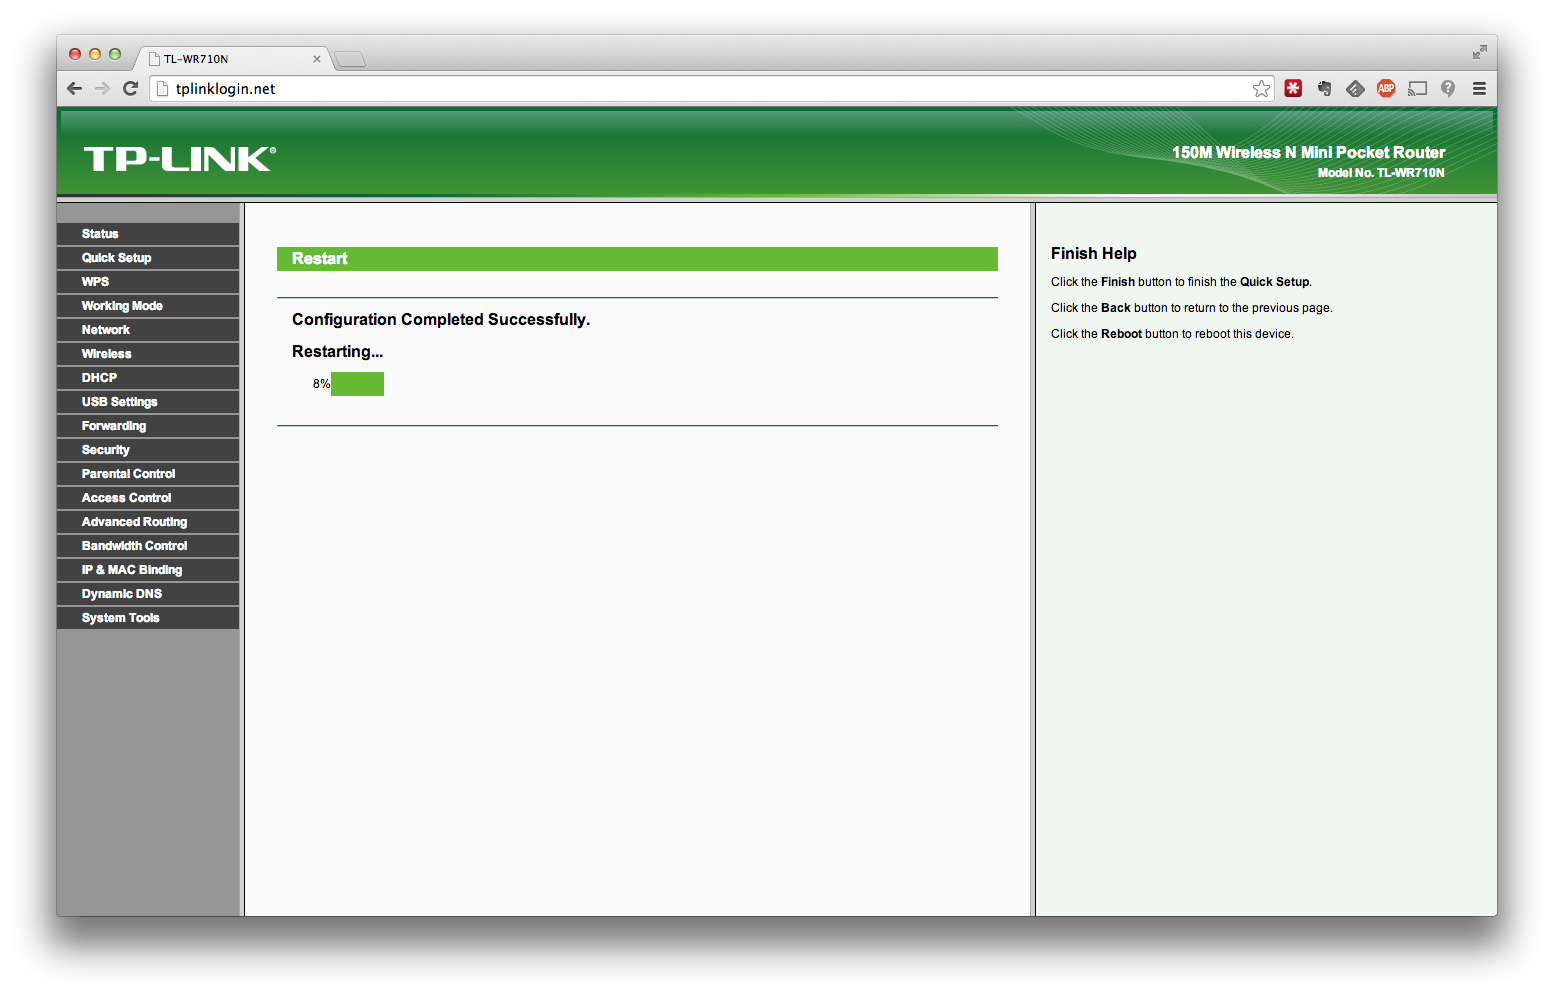 TL-WR710N
tplinklogin.net
ABP
TP-LINK®
150M Wireless N Mini Pocket Router
Model No. TL-WR710N
Status
Quick Setup
WPS
Working Mode
Network
Wireless
DHCP
USB Settings
Forwarding
Security
Parental Control
Access Control
Advanced Routing
Bandwidth Control
IP & MAC Binding
Dynamic DNS
System Tools
Restart
Configuration Completed Successfully.
Restarting...
8%
Finish Help
Click the Finish button to finish the Quick Setup.
Click the Back button to return to the previous page.
Click the Reboot button to reboot this device.